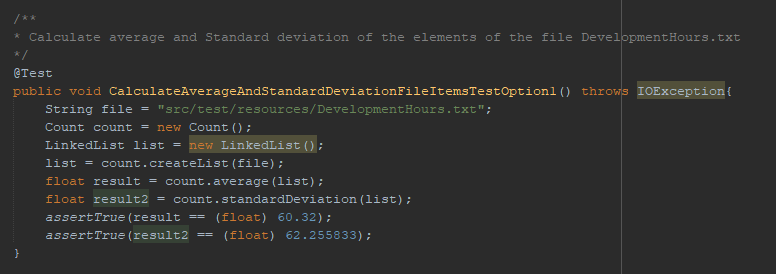 /**
* Calculate average and Standard deviation of the elements of the file DevelopmentHours.txt
*/
@Test
public void CalculateAverageAndStandardDeviationFileItemsTestOption1() throws IOException{
String file = "src/test/resources/DevelopmentHours.txt";
Count count = new Count();
LinkedList list = new LinkedList();
list = count.createList(file);
float result = count.average(list);
float result2 = count.standardDeviation(list);
assertTrue(result == (float) 60.32);
assertTrue(result2 == (float) 62.255833);
}